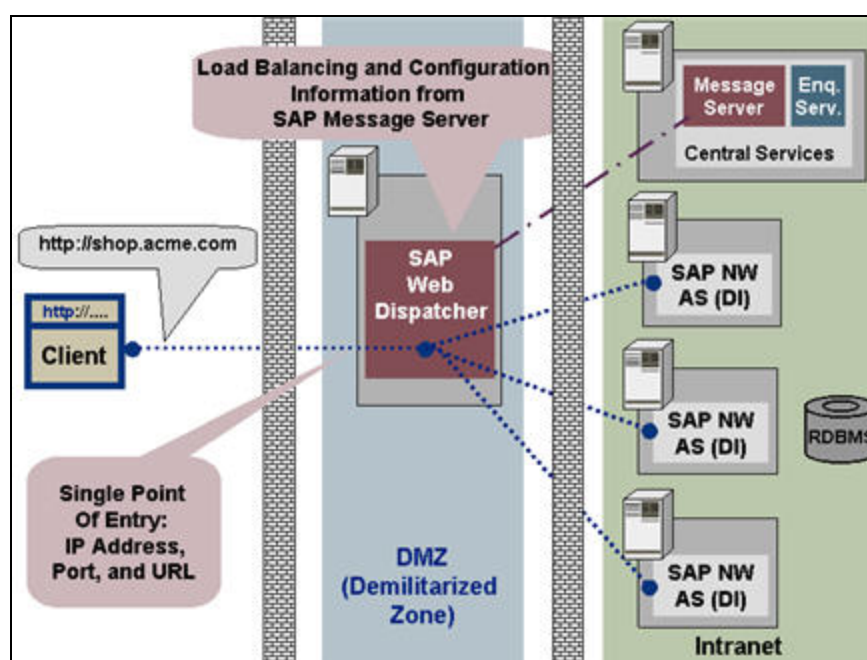 Load Balancing and Configuration
Information from
SAP Message Server
Message
Server
Enq.
Serv.
Central Services
http://shop.acme.com
http://....
Client
SAP
Web
Dispatcher
SAP NW
AS (DI)
SAP NW
AS (DI)
RDBMS
SAP NW
AS (DI)
Single Point
Of Entry:
IP Address,
Port, and URL
DMZ
(Demilitarized
Zone)
Intranet